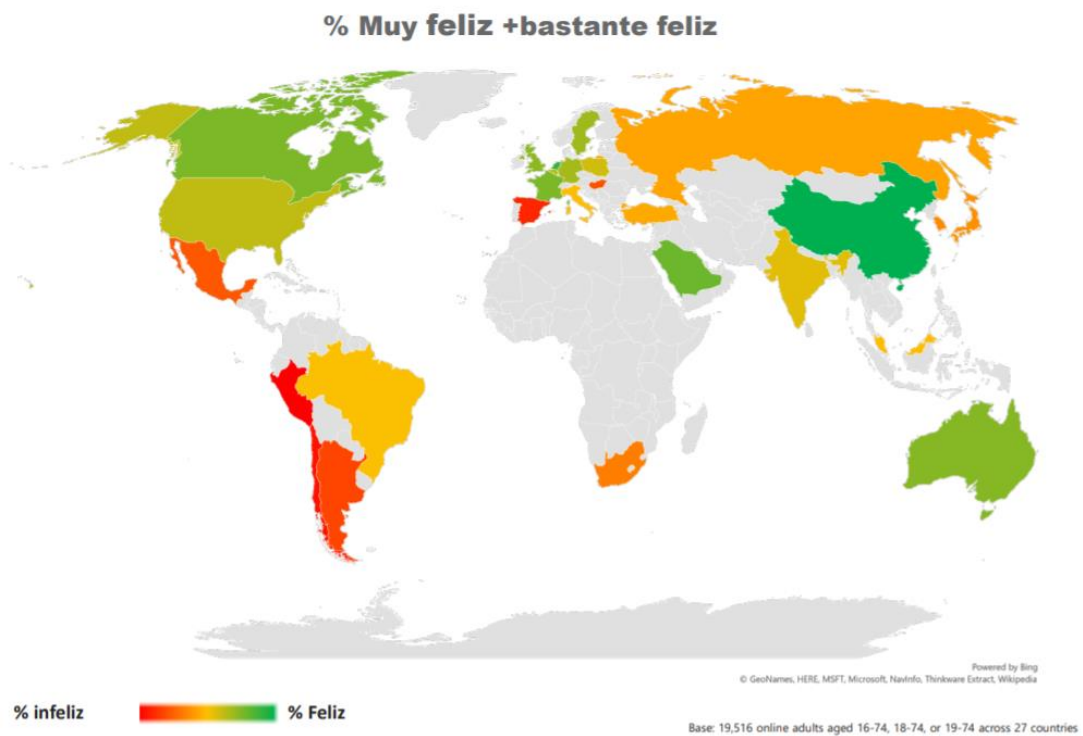 % Muy feliz +bastante feliz
Powered by Bing
© GeoNames, HERE, MSFT, Microsoft, NavInfo, Thinkware Extract, Wikipedia
% infeliz
% Feliz
Base: 19,516 online adults aged 16-74, 18-74, or 19-74 across 27 countries